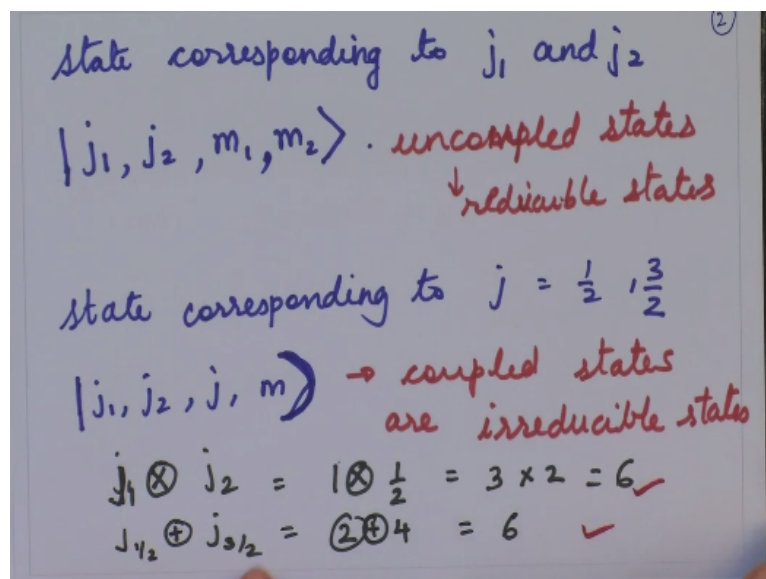 ②
state corresponding to j₁ and j₂
|j₁, j₂, m₁, m₂⟩. uncoupled states
↓ reducible states
state corresponding to j = 1/2, 3/2
|j₁, j₂, j, m) → coupled states
are irreducible states
j₁ ⊗ j₂ = 1 ⊗ 1/2 = 3 × 2 = 6 ✓
j₁/₂ ⊕ j₃/₂ = 2 ⊕ 4 = 6 ✓